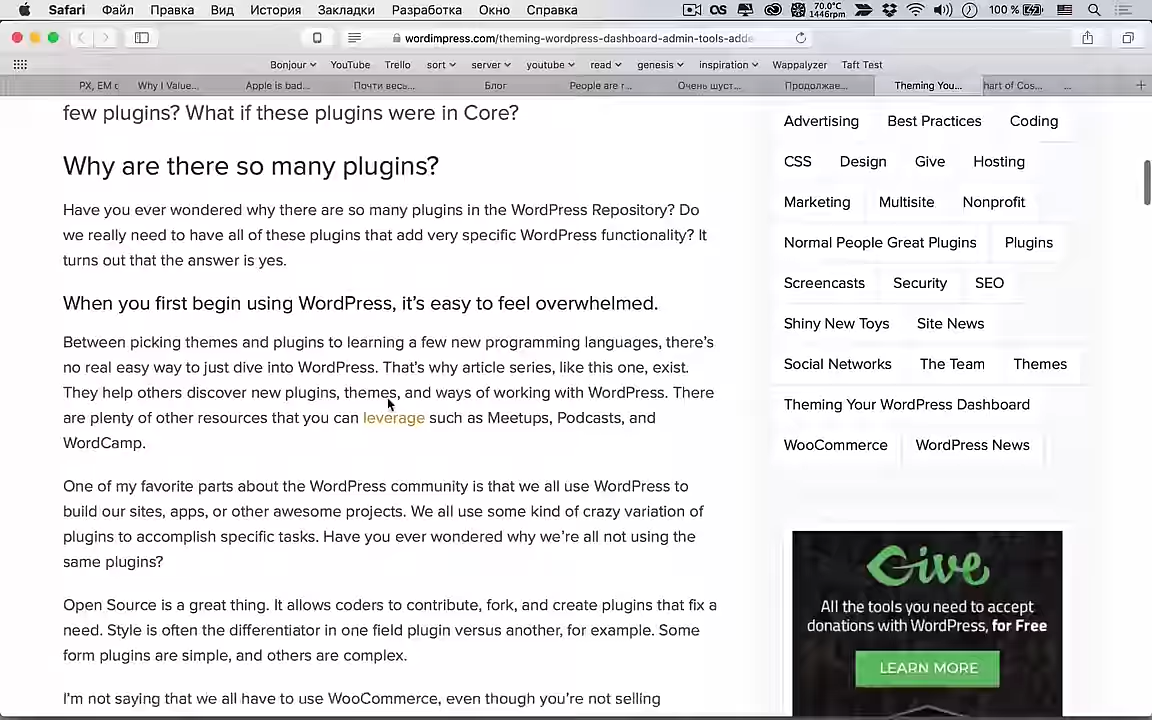 Safari Файл Правка Вид История Закладки Разработка Окно Справка OS 70.0°C 1446rpm 100 %
wordimpress.com/theming-wordpress-dashboard-admin-tools-adde
Bonjour YouTube Trello sort server youtube read genesis inspiration Wappalyzer Taft Test
PX, EM с Why I Value... Apple is bad... Почти весь... Блог People are r... Очень шуст... Продолжае... Theming You... hart of Cos... ...
few plugins? What if these plugins were in Core?
Why are there so many plugins?
Have you ever wondered why there are so many plugins in the WordPress Repository? Do
we really need to have all of these plugins that add very specific WordPress functionality? It
turns out that the answer is yes.
When you first begin using WordPress, it’s easy to feel overwhelmed.
Between picking themes and plugins to learning a few new programming languages, there’s
no real easy way to just dive into WordPress. That’s why article series, like this one, exist.
They help others discover new plugins, themes, and ways of working with WordPress. There
are plenty of other resources that you can leverage such as Meetups, Podcasts, and
WordCamp.
One of my favorite parts about the WordPress community is that we all use WordPress to
build our sites, apps, or other awesome projects. We all use some kind of crazy variation of
plugins to accomplish specific tasks. Have you ever wondered why we’re all not using the
same plugins?
Open Source is a great thing. It allows coders to contribute, fork, and create plugins that fix a
need. Style is often the differentiator in one field plugin versus another, for example. Some
form plugins are simple, and others are complex.
I’m not saying that we all have to use WooCommerce, even though you’re not selling
Advertising Best Practices Coding
CSS Design Give Hosting
Marketing Multisite Nonprofit
Normal People Great Plugins Plugins
Screencasts Security SEO
Shiny New Toys Site News
Social Networks The Team Themes
Theming Your WordPress Dashboard
WooCommerce WordPress News
Give
All the tools you need to accept
donations with WordPress, for Free
LEARN MORE